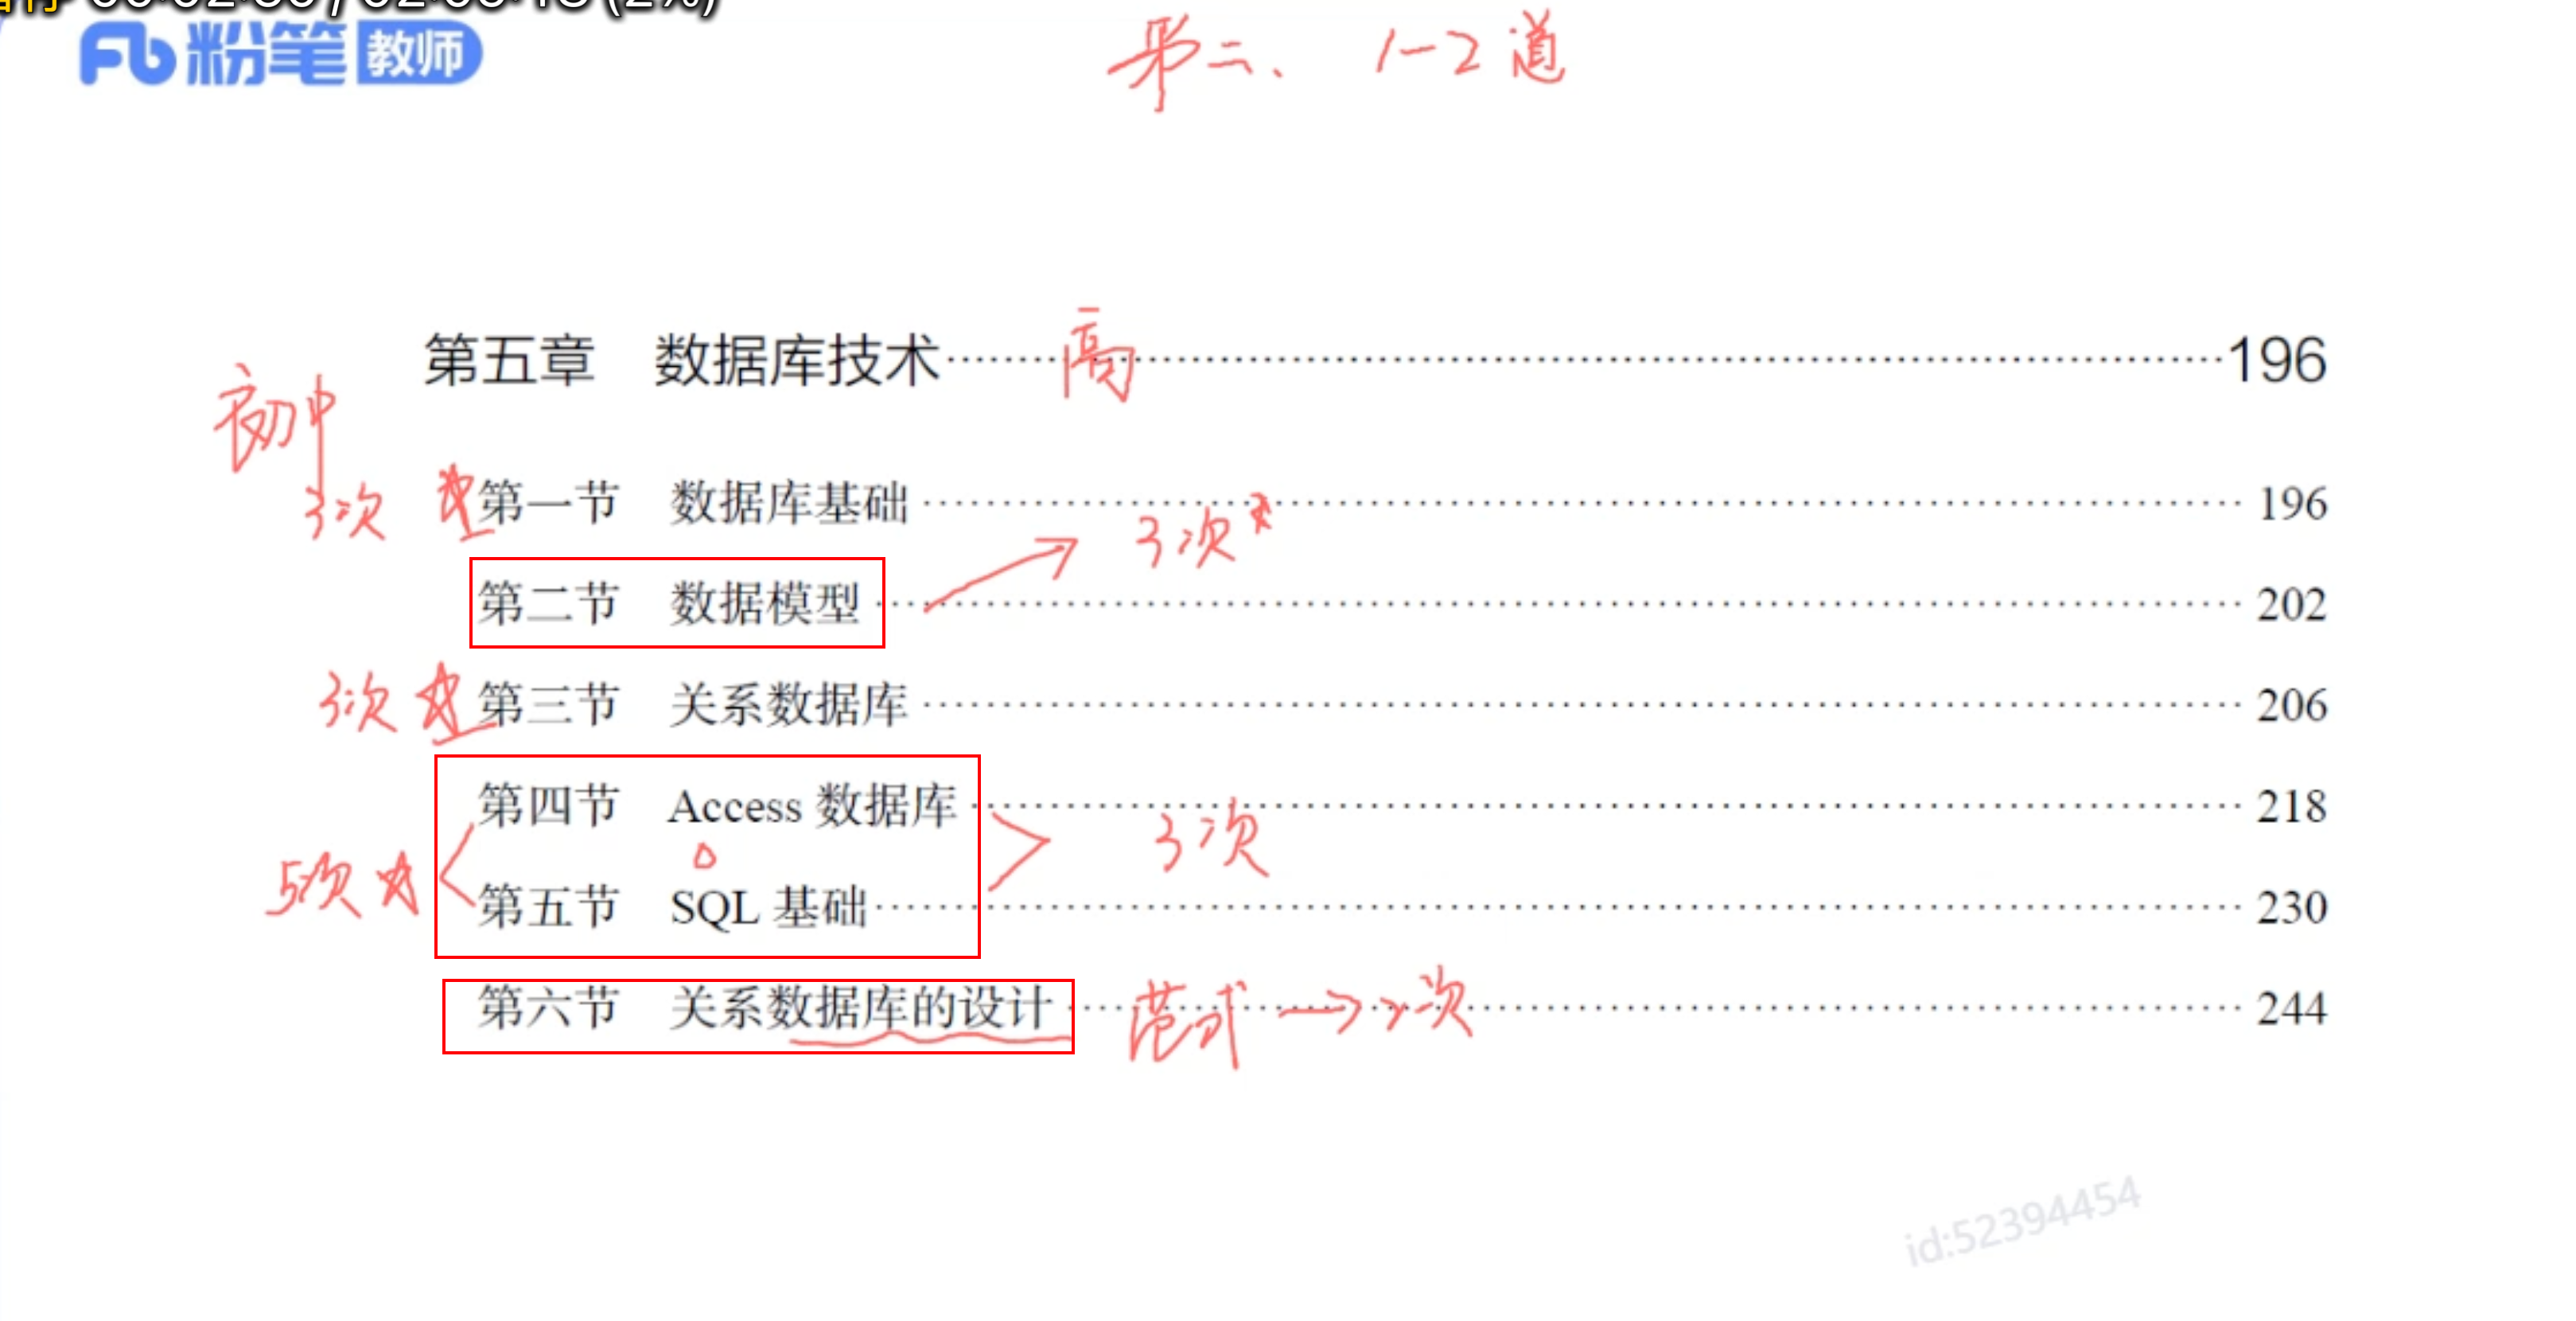 粉笔 教师
第二、 1-2道
第五章 数据库技术 196
高
初中
3次 第一节 数据库基础 196
3次
第二节 数据模型 202
3次 第三节 关系数据库 206
第四节 Access 数据库 218
5次 3次
第五节 SQL 基础 230
第六节 关系数据库的设计 范式 → 2次 244
id:52394454